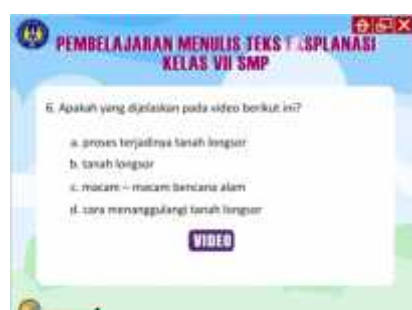 PEMBELAJARAN MENULIS TEKS EKSPLANASI
KELAS VII SMP
6. Apakah yang dijelaskan pada video berikut ini?
a. proses terjadinya tanah longsor
b. tanah longsor
c. macam – macam bencana alam
d. cara menanggulangi tanah longsor
VIDEO